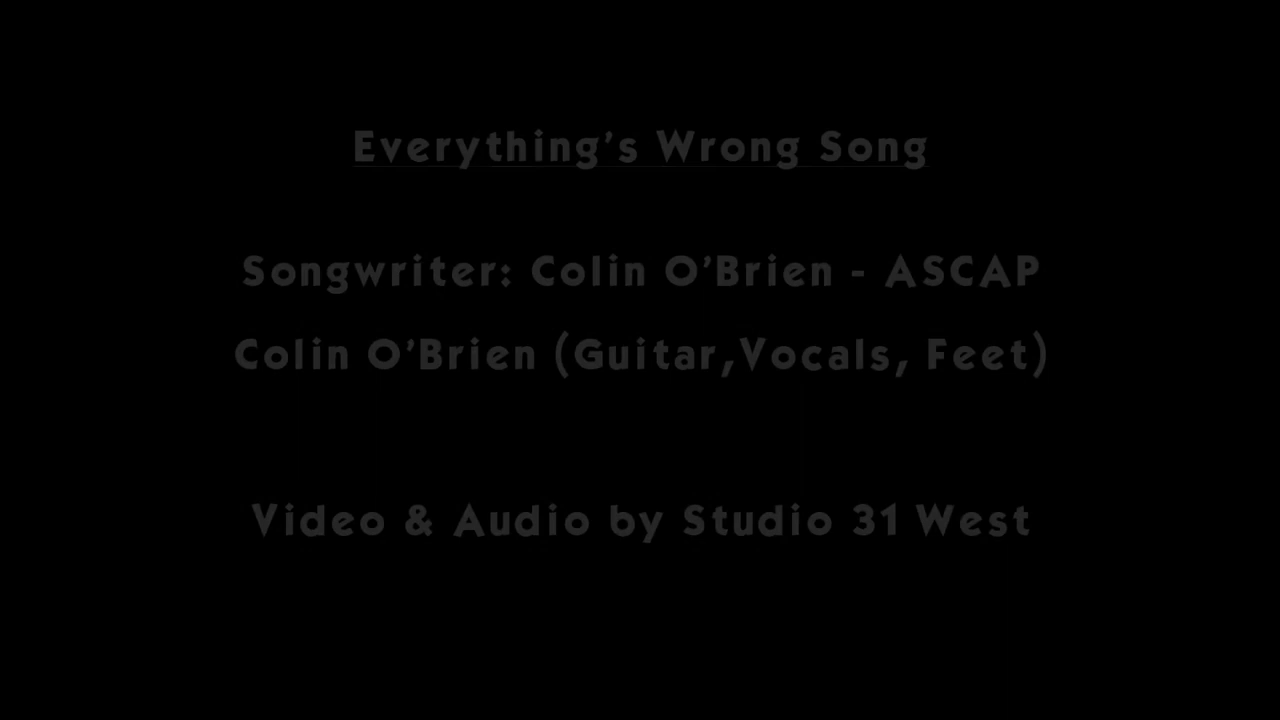 Everything's Wrong Song
Songwriter: Colin O'Brien - ASCAP
Colin O'Brien (Guitar,Vocals, Feet)
Video & Audio by Studio 31 West